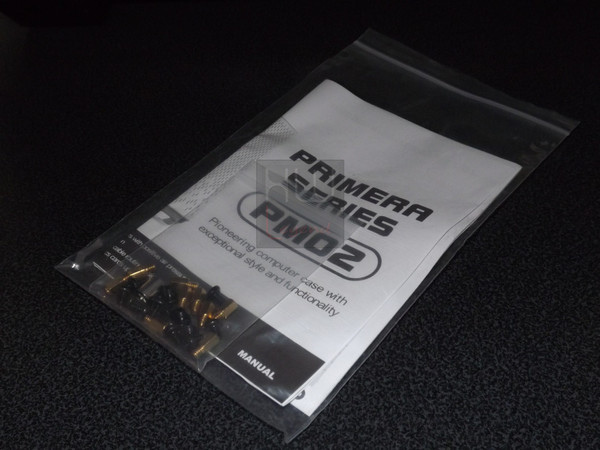 PRIMERA
SERIES
PM02
Pioneering computer case with
exceptional style and functionality
MANUAL